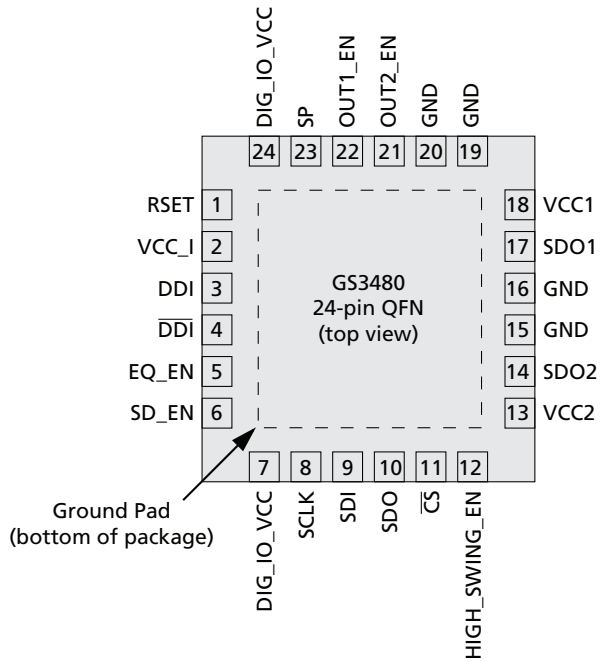 DIG_IO_VCC
SP
OUT1_EN
OUT2_EN
GND
GND
24 23 22 21 20 19
RSET 1
VCC_I 2
DDI 3
D̅D̅I̅ 4
EQ_EN 5
SD_EN 6
18 VCC1
17 SDO1
16 GND
15 GND
14 SDO2
13 VCC2
GS3480
24-pin QFN
(top view)
7 8 9 10 11 12
DIG_IO_VCC
SCLK
SDI
SDO
C̅S̅
HIGH_SWING_EN
Ground Pad
(bottom of package)